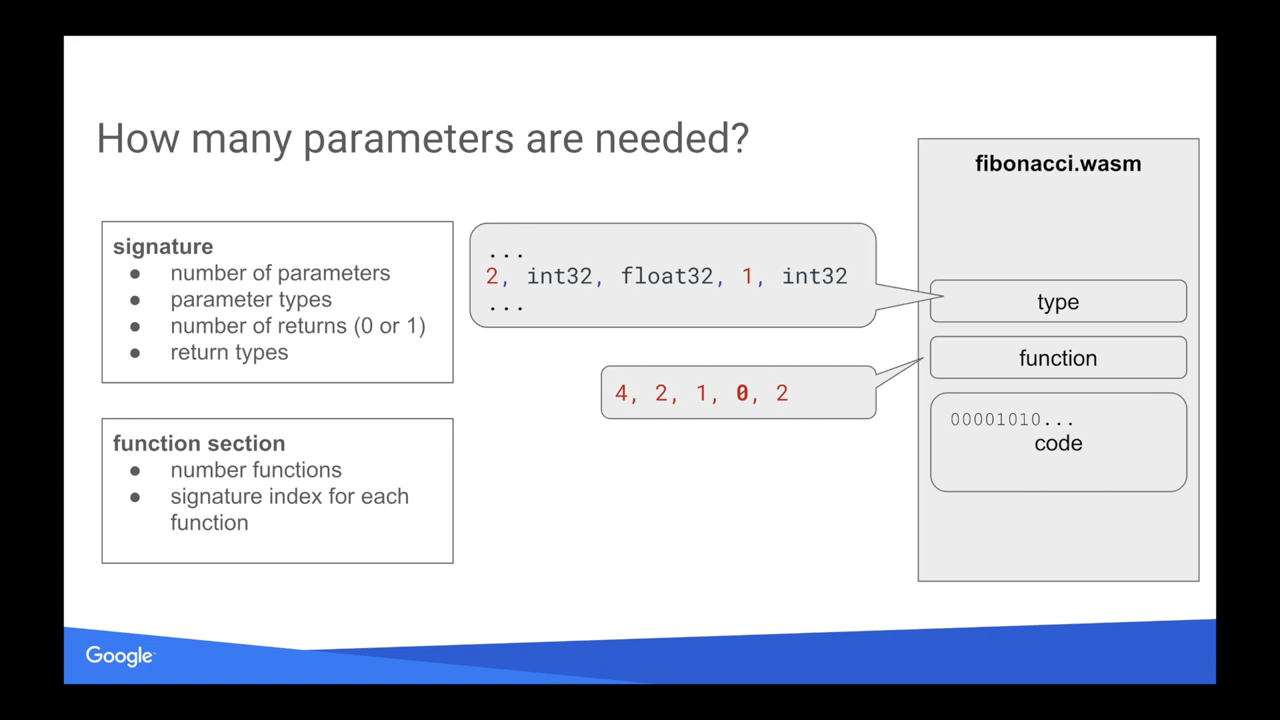 How many parameters are needed?
fibonacci.wasm
signature
● number of parameters
● parameter types
● number of returns (0 or 1)
● return types
...
2, int32, float32, 1, int32
...
type
function
4, 2, 1, 0, 2
00001010...
code
function section
● number functions
● signature index for each
function
Google